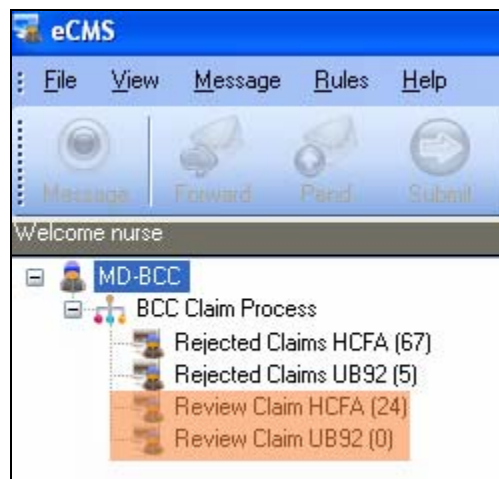 eCMS
File View Message Rules Help
Message Forward Pend Submit
Welcome nurse
MD-BCC
BCC Claim Process
Rejected Claims HCFA (67)
Rejected Claims UB92 (5)
Review Claim HCFA (24)
Review Claim UB92 (0)